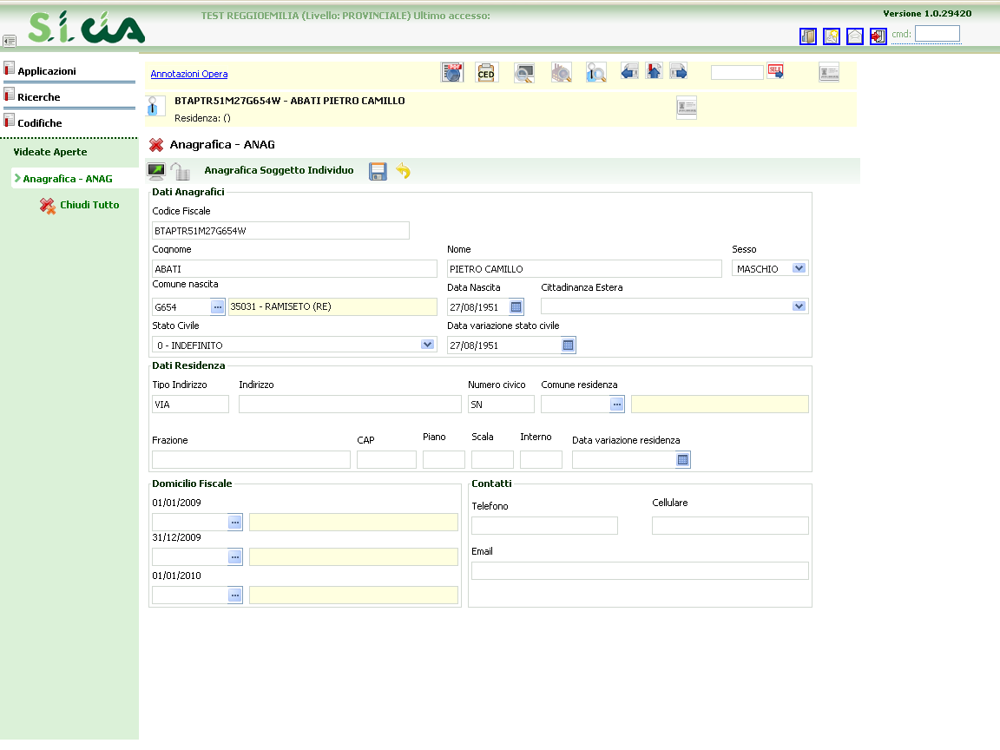 S.I. CIA
TEST REGGIOEMILIA (Livello: PROVINCIALE) Ultimo accesso:
Versione 1.0.29420
cmd:
Applicazioni
Ricerche
Codifiche
Videate Aperte
Anagrafica - ANAG
Chiudi Tutto
Annotazioni Opera
PDF
CED
SELE
BTAPTR51M27G654W - ABATI PIETRO CAMILLO
Residenza: ()
Anagrafica - ANAG
Anagrafica Soggetto Individuo
Dati Anagrafici
Codice Fiscale
BTAPTR51M27G654W
Cognome Nome Sesso
ABATI PIETRO CAMILLO MASCHIO
Comune nascita Data Nascita Cittadinanza Estera
G654 ... 35031 - RAMISETO (RE) 27/08/1951
Stato Civile Data variazione stato civile
0 - INDEFINITO 27/08/1951
Dati Residenza
Tipo Indirizzo Indirizzo Numero civico Comune residenza
VIA SN ...
Frazione CAP Piano Scala Interno Data variazione residenza
Domicilio Fiscale
01/01/2009
...
31/12/2009
...
01/01/2010
...
Contatti
Telefono Cellulare
Email